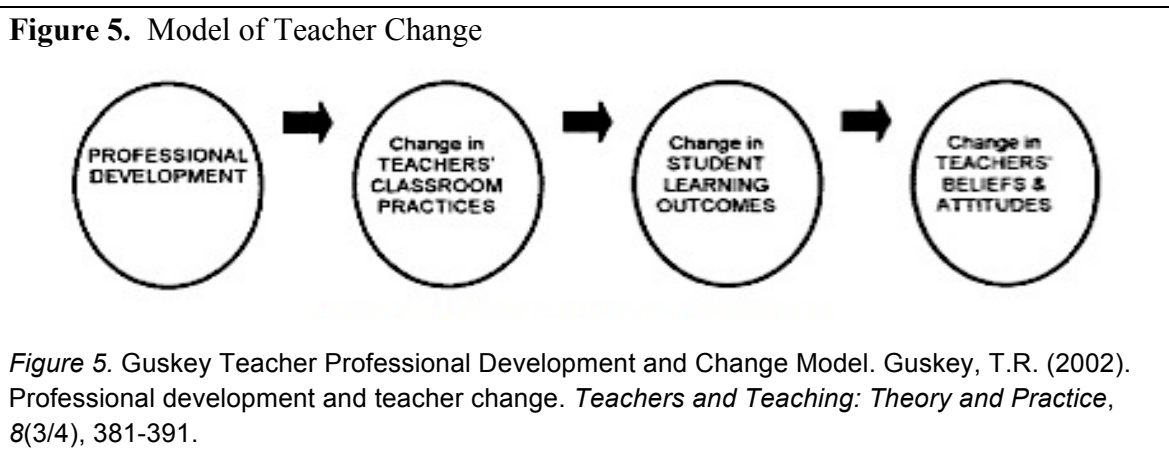 Figure 5. Model of Teacher Change
PROFESSIONAL
DEVELOPMENT
Change in
TEACHERS'
CLASSROOM
PRACTICES
Change in
STUDENT
LEARNING
OUTCOMES
Change in
TEACHERS'
BELIEFS &
ATTITUDES
Figure 5. Guskey Teacher Professional Development and Change Model. Guskey, T.R. (2002).
Professional development and teacher change. Teachers and Teaching: Theory and Practice,
8(3/4), 381-391.